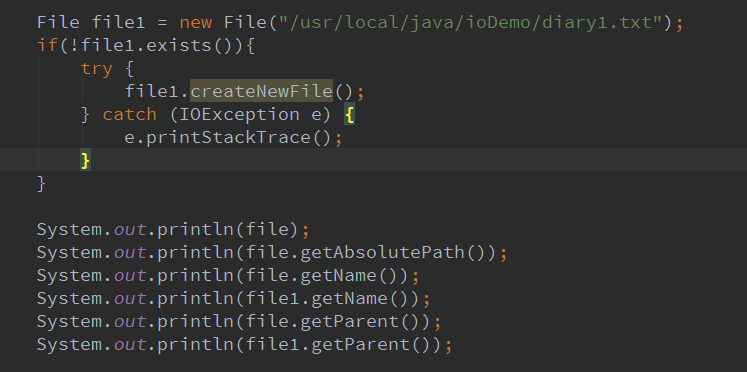 File file1 = new File("/usr/local/java/ioDemo/diary1.txt");
if(!file1.exists()){
    try {
        file1.createNewFile();
    } catch (IOException e) {
        e.printStackTrace();
    }
}
System.out.println(file);
System.out.println(file.getAbsolutePath());
System.out.println(file.getName());
System.out.println(file1.getName());
System.out.println(file.getParent());
System.out.println(file1.getParent());